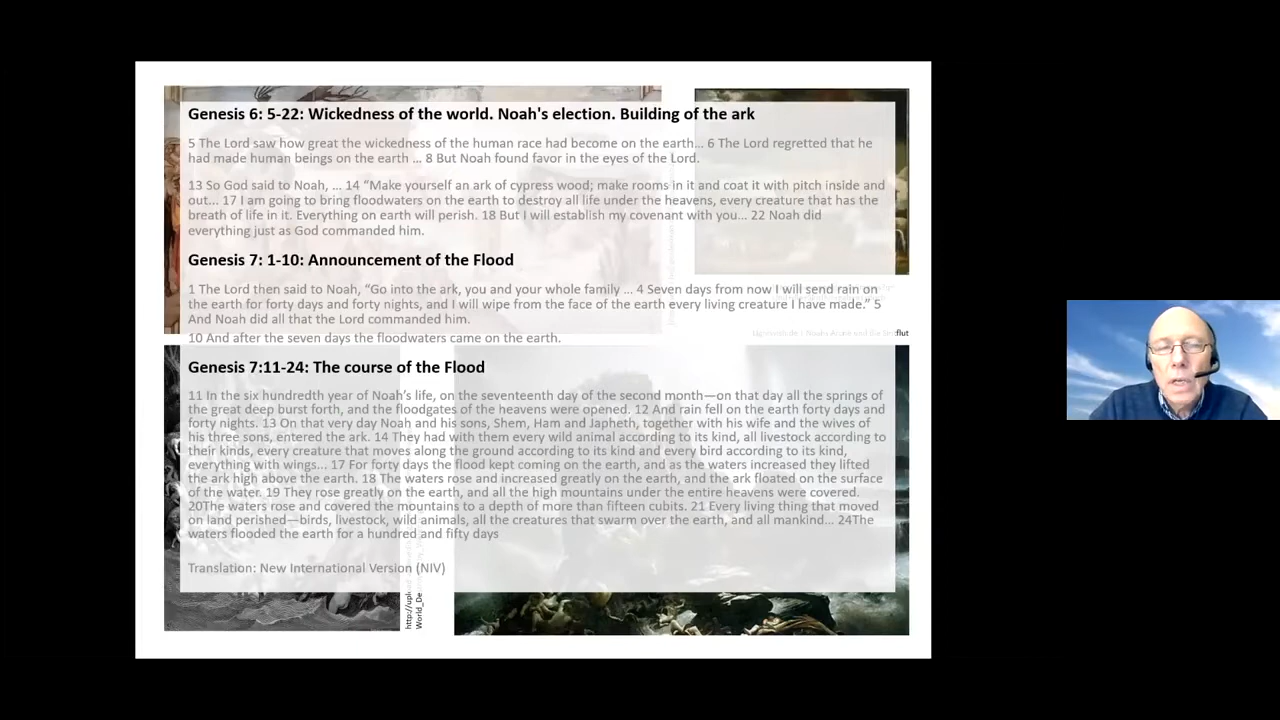 Genesis 6: 5-22: Wickedness of the world. Noah's election. Building of the ark
5 The Lord saw how great the wickedness of the human race had become on the earth… 6 The Lord regretted that he
had made human beings on the earth … 8 But Noah found favor in the eyes of the Lord.
13 So God said to Noah, … 14 “Make yourself an ark of cypress wood; make rooms in it and coat it with pitch inside and
out... 17 I am going to bring floodwaters on the earth to destroy all life under the heavens, every creature that has the
breath of life in it. Everything on earth will perish. 18 But I will establish my covenant with you... 22 Noah did
everything just as God commanded him.
Genesis 7: 1-10: Announcement of the Flood
1 The Lord then said to Noah, “Go into the ark, you and your whole family … 4 Seven days from now I will send rain on
the earth for forty days and forty nights, and I will wipe from the face of the earth every living creature I have made.” 5
And Noah did all that the Lord commanded him.
10 And after the seven days the floodwaters came on the earth.
flut
Genesis 7:11-24: The course of the Flood
11 In the six hundredth year of Noah’s life, on the seventeenth day of the second month—on that day all the springs of
the great deep burst forth, and the floodgates of the heavens were opened. 12 And rain fell on the earth forty days and
forty nights. 13 On that very day Noah and his sons, Shem, Ham and Japheth, together with his wife and the wives of
his three sons, entered the ark. 14 They had with them every wild animal according to its kind, all livestock according to
their kinds, every creature that moves along the ground according to its kind and every bird according to its kind,
everything with wings... 17 For forty days the flood kept coming on the earth, and as the waters increased they lifted
the ark high above the earth. 18 The waters rose and increased greatly on the earth, and the ark floated on the surface
of the water. 19 They rose greatly on the earth, and all the high mountains under the entire heavens were covered.
20The waters rose and covered the mountains to a depth of more than fifteen cubits. 21 Every living thing that moved
on land perished—birds, livestock, wild animals, all the creatures that swarm over the earth, and all mankind... 24The
waters flooded the earth for a hundred and fifty days
Translation: New International Version (NIV)
http://upl
World_De